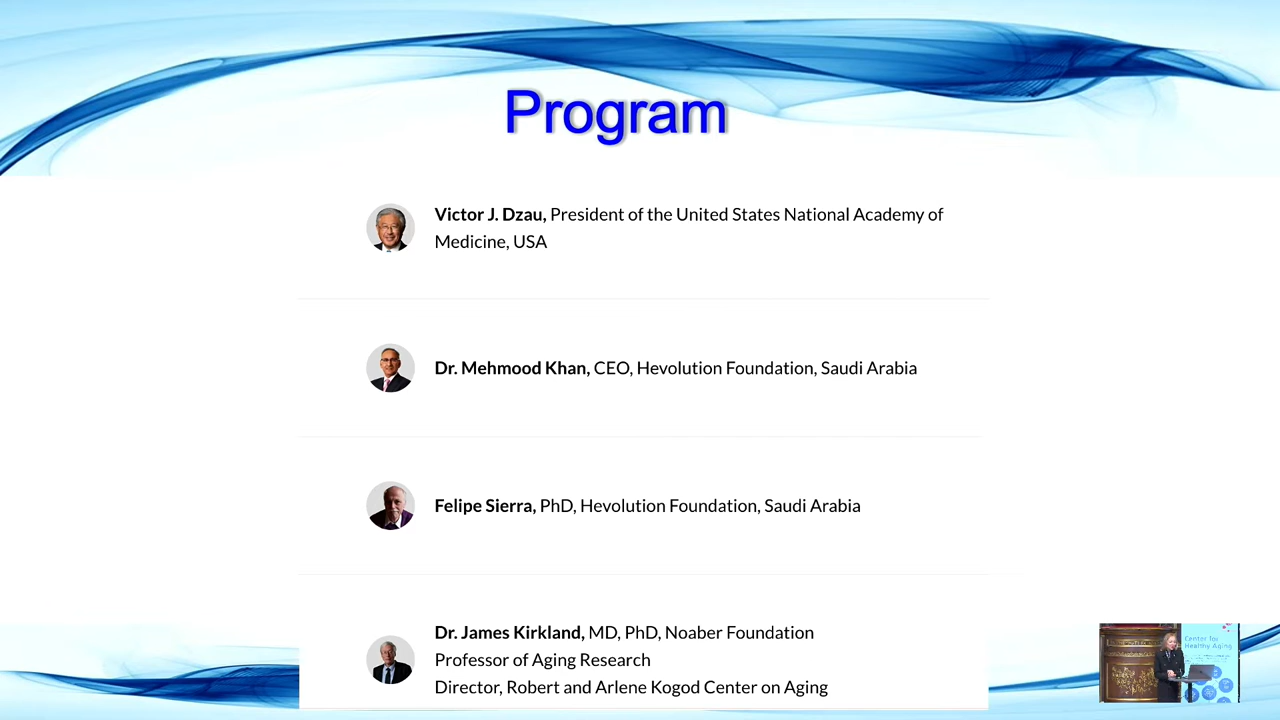 Program
Victor J. Dzau, President of the United States National Academy of
Medicine, USA
Dr. Mehmood Khan, CEO, Hevolution Foundation, Saudi Arabia
Felipe Sierra, PhD, Hevolution Foundation, Saudi Arabia
Dr. James Kirkland, MD, PhD, Noaber Foundation
Professor of Aging Research
Director, Robert and Arlene Kogod Center on Aging
Center for
Healthy Aging